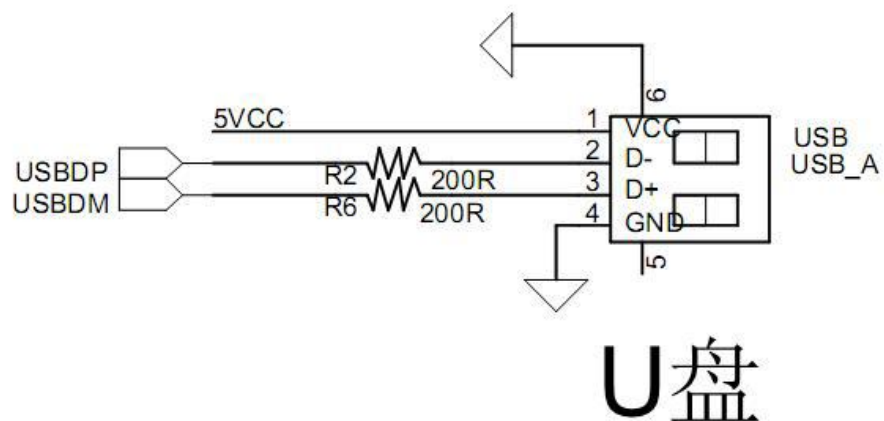 6
5VCC
1
VCC
USB
USB_A
USBDP
R2
200R
2
D-
USBDM
R6
200R
3
D+
4
GND
5
U盘